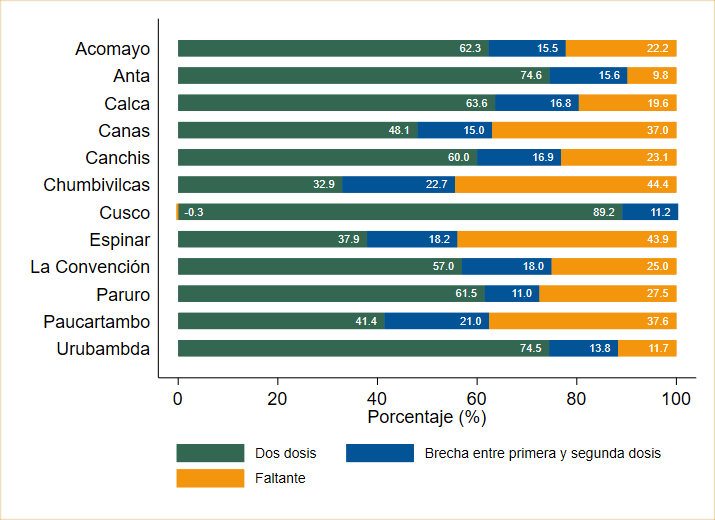 Acomayo 62.3 15.5 22.2
Anta 74.6 15.6 9.8
Calca 63.6 16.8 19.6
Canas 48.1 15.0 37.0
Canchis 60.0 16.9 23.1
Chumbivilcas 32.9 22.7 44.4
Cusco -0.3 89.2 11.2
Espinar 37.9 18.2 43.9
La Convención 57.0 18.0 25.0
Paruro 61.5 11.0 27.5
Paucartambo 41.4 21.0 37.6
Urubambda 74.5 13.8 11.7
0 20 40 60 80 100
Porcentaje (%)
Dos dosis Brecha entre primera y segunda dosis
Faltante